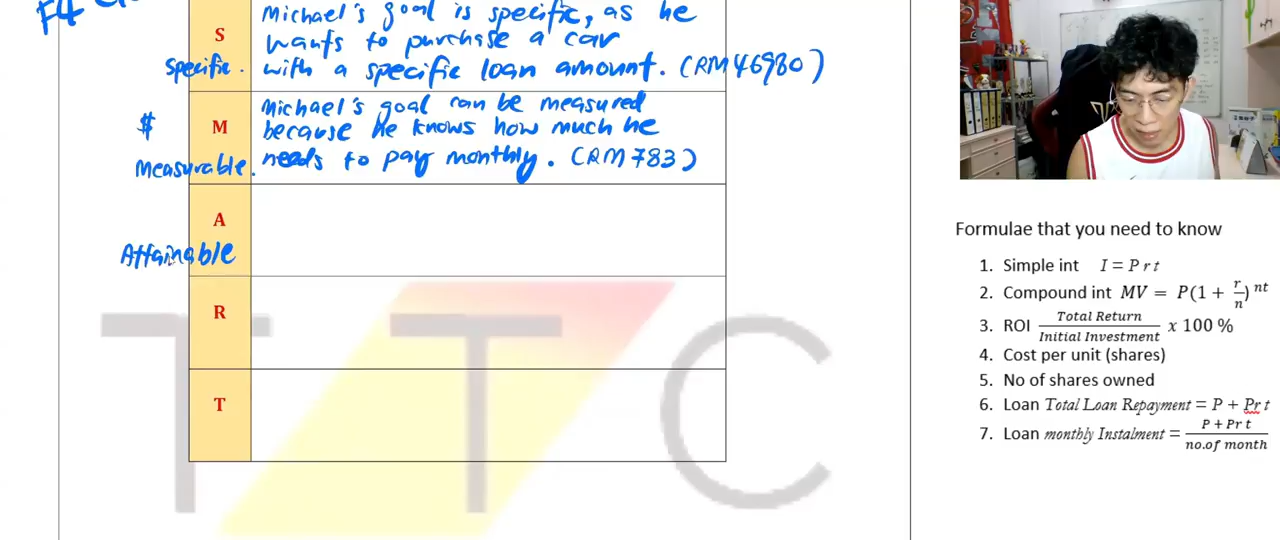 F4
S
Specific.
Michael's goal is specific, as he
wants to purchase a car
with a specific loan amount. (RM46980)
$
M
Measurable.
Michael's goal can be measured
because he knows how much he
needs to pay monthly. (RM783)
A
Attainable
R
T
TTC
Formulae that you need to know
1. Simple int I = P r t
2. Compound int MV = P(1 + r/n) nt
3. ROI Total Return / Initial Investment x 100 %
4. Cost per unit (shares)
5. No of shares owned
6. Loan Total Loan Repayment = P + Pr t
7. Loan monthly Instalment = P + Pr t / no.of month